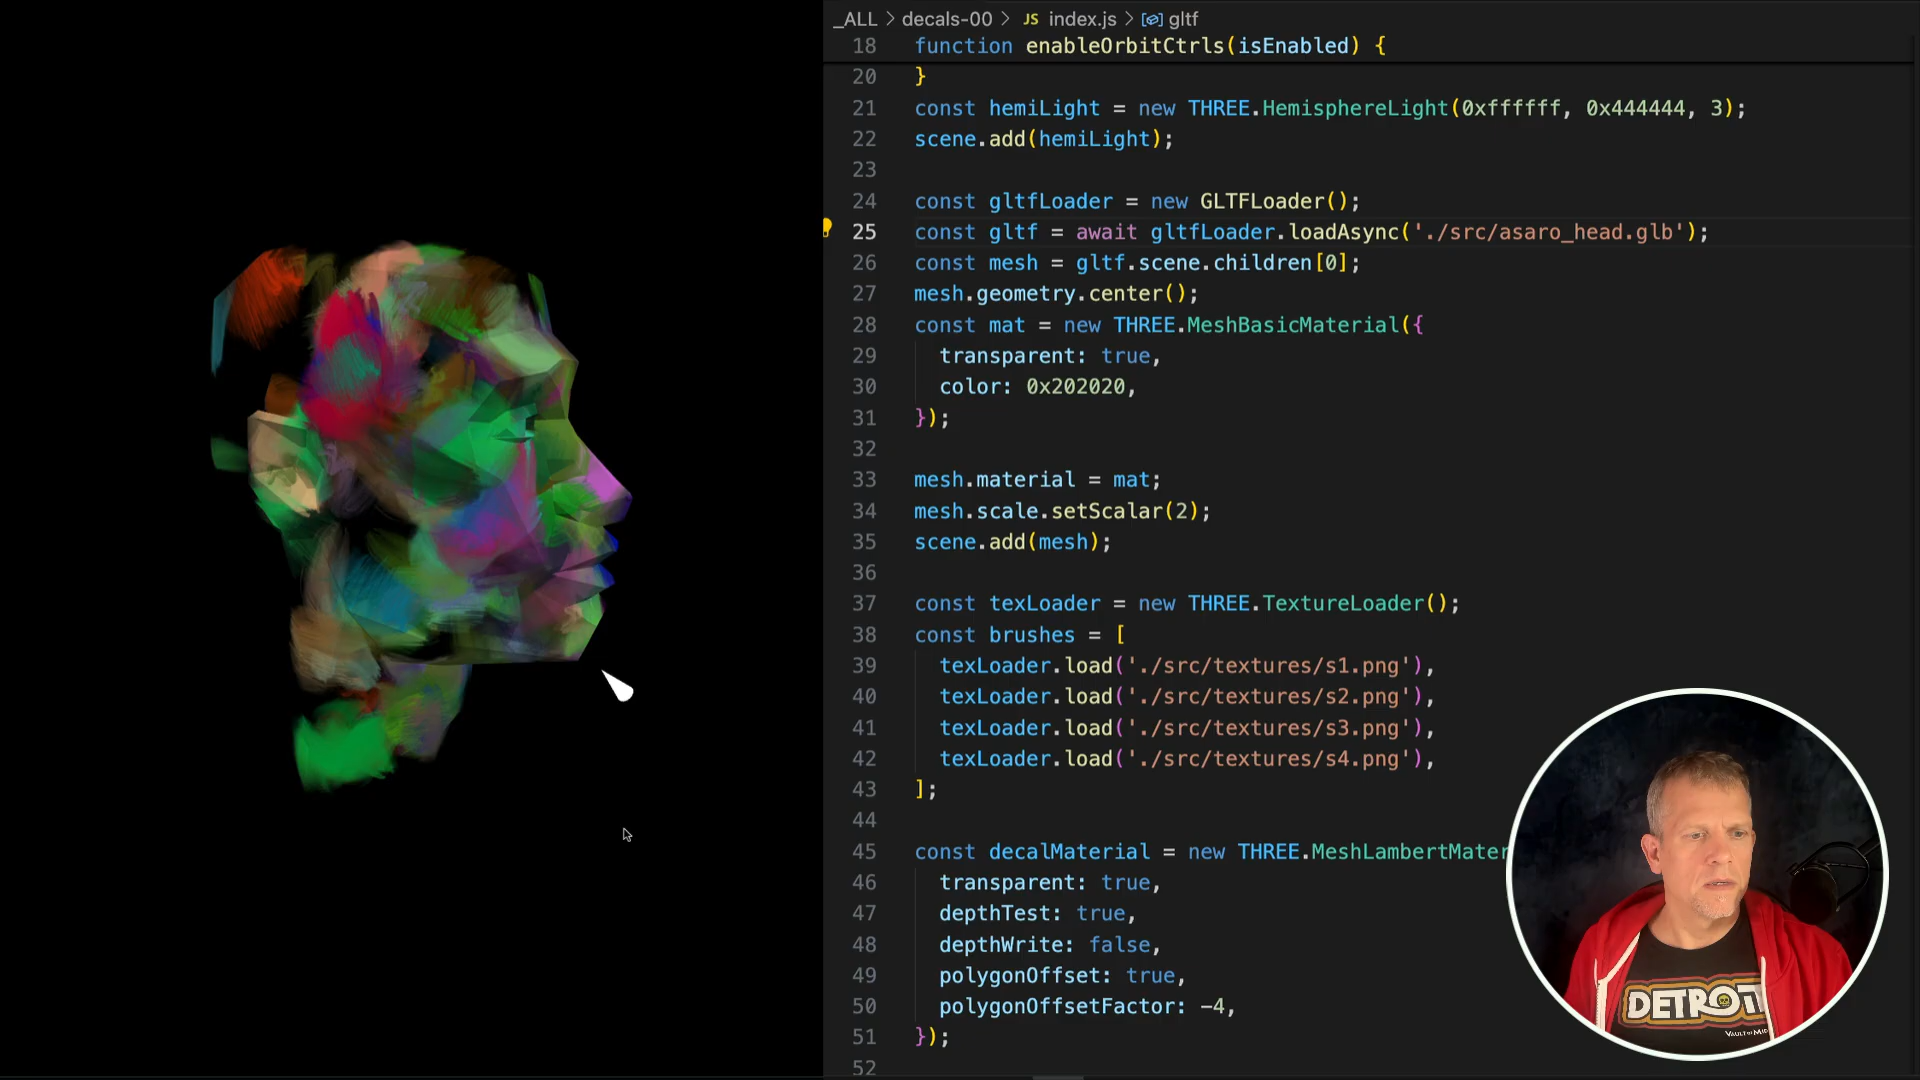 _ALL > decals-00 > JS index.js > gltf
18 function enableOrbitCtrls(isEnabled) {
20 }
21 const hemiLight = new THREE.HemisphereLight(0xffffff, 0x444444, 3);
22 scene.add(hemiLight);
23
24 const gltfLoader = new GLTFLoader();
25 const gltf = await gltfLoader.loadAsync('./src/asaro_head.glb');
26 const mesh = gltf.scene.children[0];
27 mesh.geometry.center();
28 const mat = new THREE.MeshBasicMaterial({
29 transparent: true,
30 color: 0x202020,
31 });
32
33 mesh.material = mat;
34 mesh.scale.setScalar(2);
35 scene.add(mesh);
36
37 const texLoader = new THREE.TextureLoader();
38 const brushes = [
39 texLoader.load('./src/textures/s1.png'),
40 texLoader.load('./src/textures/s2.png'),
41 texLoader.load('./src/textures/s3.png'),
42 texLoader.load('./src/textures/s4.png'),
43 ];
44
45 const decalMaterial = new THREE.MeshLambertMater
46 transparent: true,
47 depthTest: true,
48 depthWrite: false,
49 polygonOffset: true,
50 polygonOffsetFactor: -4,
51 });
52
DETROIT
VAULT OF MID